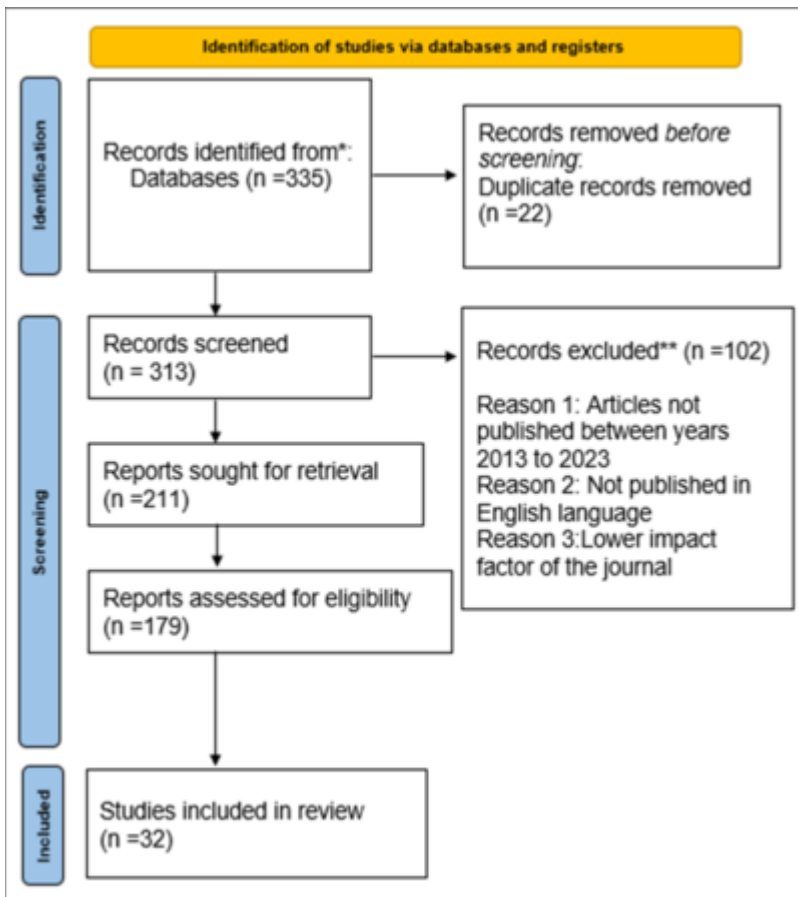 Identification of studies via databases and registers
Identification
Records identified from*:
Databases (n =335)
Records removed before
screening:
Duplicate records removed
(n =22)
Screening
Records screened
(n = 313)
Records excluded** (n =102)
Reason 1: Articles not
published between years
2013 to 2023
Reason 2: Not published in
English language
Reason 3:Lower impact
factor of the journal
Reports sought for retrieval
(n =211)
Reports assessed for eligibility
(n =179)
Included
Studies included in review
(n =32)